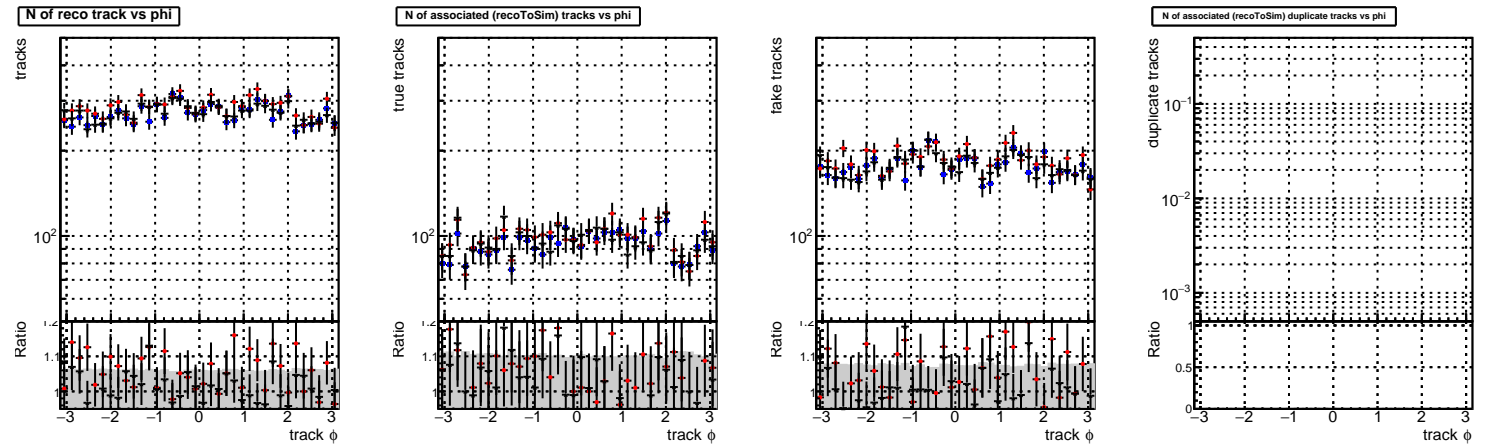 N of reco track vs phi
tracks
10²
Ratio
1.2
1.1
−3 −2 −1 0 1 2 3
track ϕ
N of associated (recoToSim) tracks vs phi
true tracks
10²
Ratio
1.2
1.1
−3 −2 −1 0 1 2 3
track ϕ
fake tracks
10²
Ratio
1.2
1.1
−3 −2 −1 0 1 2 3
track ϕ
N of associated (recoToSim) duplicate tracks vs phi
duplicate tracks
10⁻¹
10⁻²
10⁻³
Ratio
1
0.5
0
−3 −2 −1 0 1 2 3
track ϕ